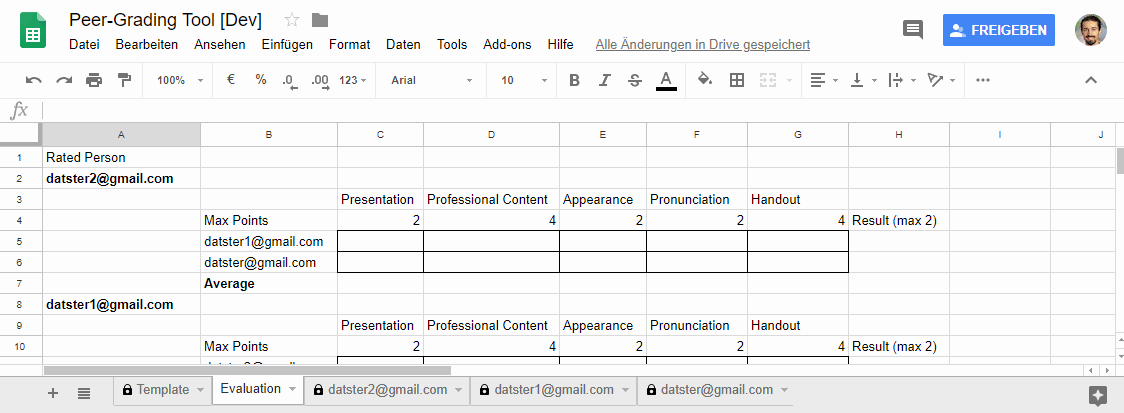 Peer-Grading Tool [Dev]
Datei Bearbeiten Ansehen Einfügen Format Daten Tools Add-ons Hilfe Alle Änderungen in Drive gespeichert
FREIGEBEN
100% € % .0 .00 123 Arial 10 B I S A
fx
A B C D E F G H I J
1 Rated Person
2 datster2@gmail.com
3 Presentation Professional Content Appearance Pronunciation Handout
4 Max Points 2 4 2 2 4 Result (max 2)
5 datster1@gmail.com
6 datster@gmail.com
7 Average
8 datster1@gmail.com
9 Presentation Professional Content Appearance Pronunciation Handout
10 Max Points 2 4 2 2 4 Result (max 2)
Template Evaluation datster2@gmail.com datster1@gmail.com datster@gmail.com